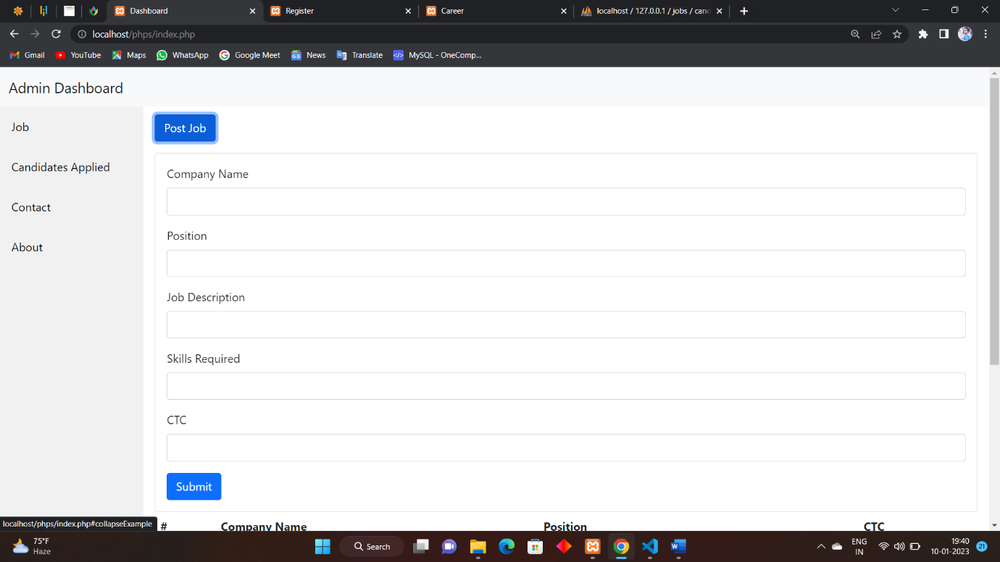 Dashboard
Register
Career
localhost / 127.0.0.1 / jobs / cand
localhost/phps/index.php
Gmail
YouTube
Maps
WhatsApp
Google Meet
News
Translate
MySQL - OneComp...
Admin Dashboard
Job
Candidates Applied
Contact
About
Post Job
Company Name
Position
Job Description
Skills Required
CTC
Submit
# Company Name Position CTC
localhost/phps/index.php#collapseExample
75°F
Haze
Search
ENG
IN
19:40
10-01-2023
21